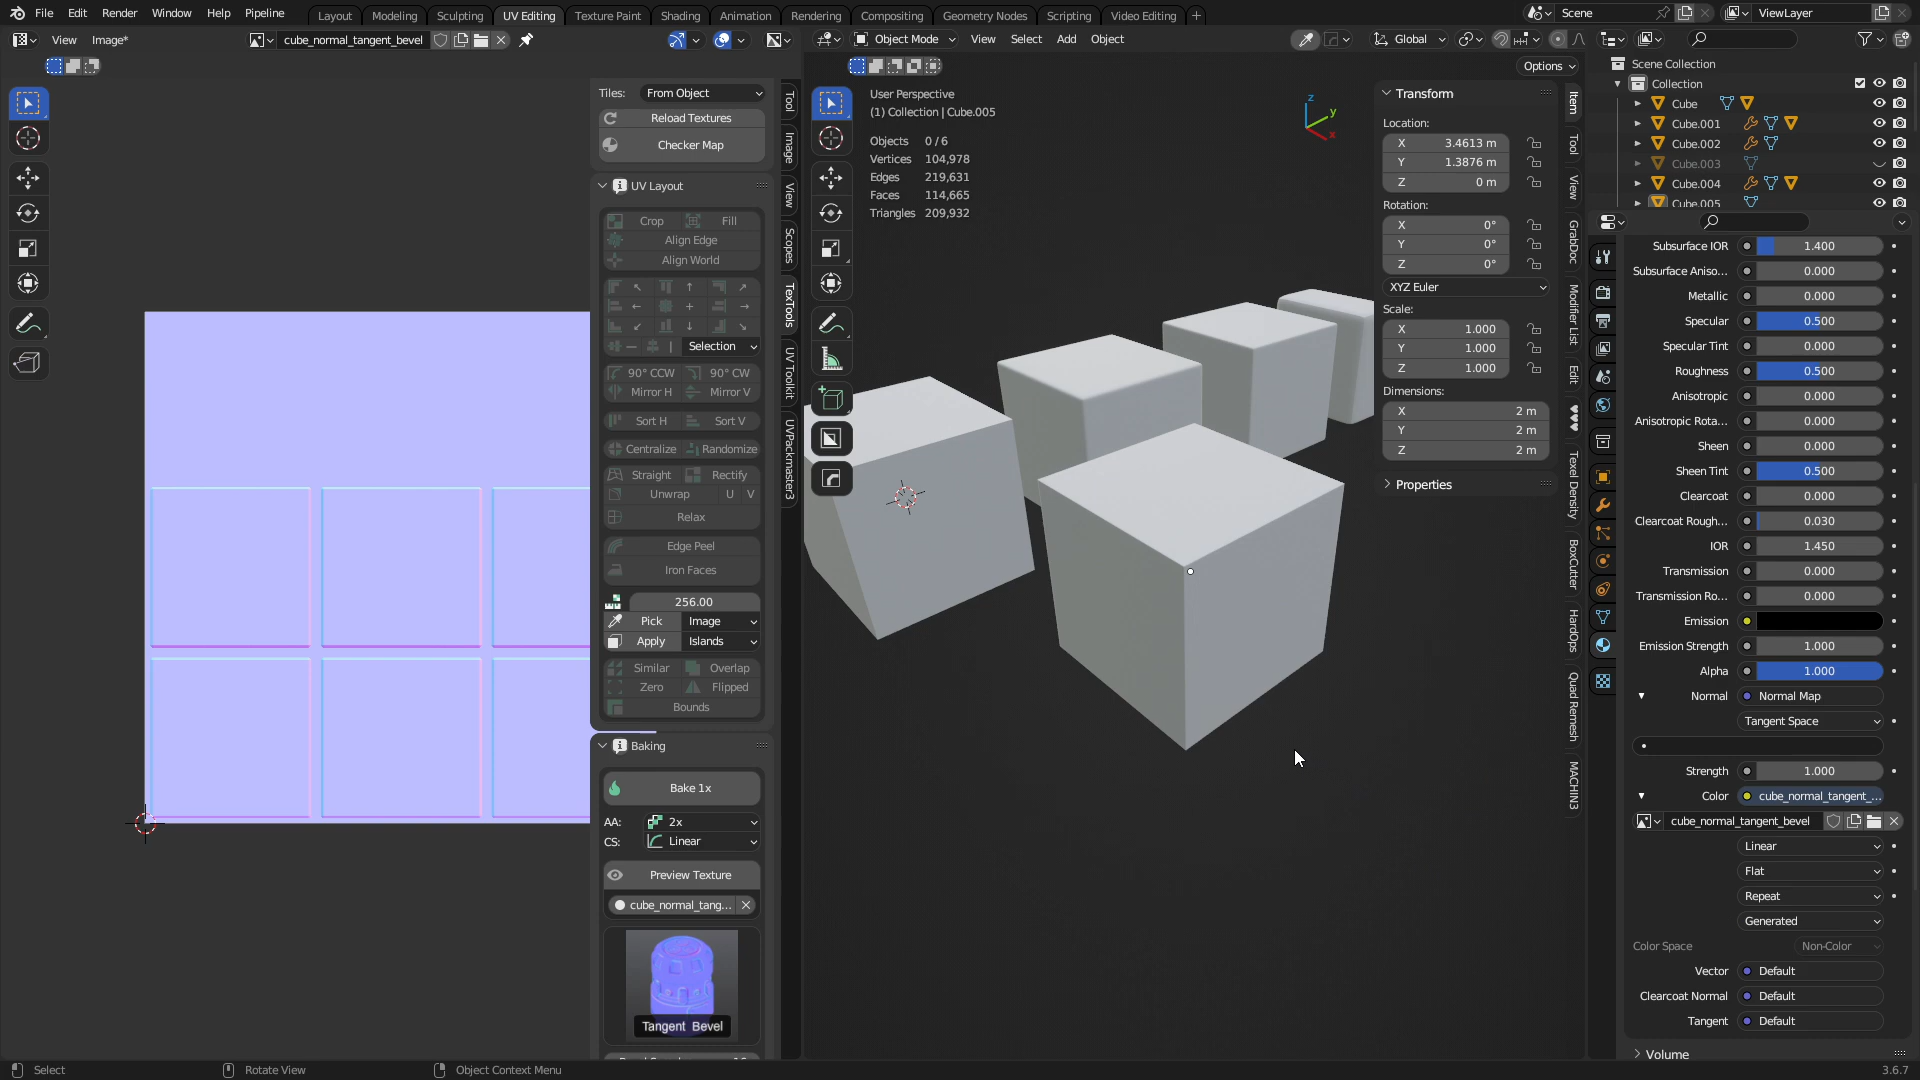 File Edit Render Window Help Pipeline Layout Modeling Sculpting UV Editing Texture Paint Shading Animation Rendering Compositing Geometry Nodes Scripting Video Editing + Scene ViewLayer
View Image* cube_normal_tangent_bevel Object Mode View Select Add Object Global
Options
Tiles: From Object
Reload Textures
Checker Map
UV Layout
Crop Fill
Align Edge
Align World
Selection
90° CCW 90° CW
Mirror H Mirror V
Sort H Sort V
Centralize Randomize
Straight Rectify
Unwrap U V
Relax
Edge Peel
Iron Faces
256.00
Pick Image
Apply Islands
Similar Overlap
Zero Flipped
Bounds
Baking
Bake 1x
AA: 2x
CS: Linear
Preview Texture
cube_normal_tang...
Tangent Bevel
Tool
Image
View
Scopes
TexTools
UV Toolkit
UVPackmaster3
User Perspective
(1) Collection | Cube.005
Objects 0/6
Vertices 104,978
Edges 219,631
Faces 114,665
Triangles 209,932
Z
Y
X
Transform
Location:
X 3.4613 m
Y 1.3876 m
Z 0 m
Rotation:
X 0°
Y 0°
Z 0°
XYZ Euler
Scale:
X 1.000
Y 1.000
Z 1.000
Dimensions:
X 2 m
Y 2 m
Z 2 m
Properties
Item
Tool
View
GrabDoc
Modifier List
Edit
♥♥♥
Texel Density
BoxCutter
HardOps
Quad Remesh
MACHIN3
Scene Collection
Collection
Cube
Cube.001
Cube.002
Cube.003
Cube.004
Cube.005
Subsurface IOR 1.400
Subsurface Aniso... 0.000
Metallic 0.000
Specular 0.500
Specular Tint 0.000
Roughness 0.500
Anisotropic 0.000
Anisotropic Rota... 0.000
Sheen 0.000
Sheen Tint 0.500
Clearcoat 0.000
Clearcoat Rough... 0.030
IOR 1.450
Transmission 0.000
Transmission Ro... 0.000
Emission
Emission Strength 1.000
Alpha 1.000
Normal Normal Map
Tangent Space
Strength 1.000
Color cube_normal_tangent_...
cube_normal_tangent_bevel
Linear
Flat
Repeat
Generated
Color Space Non-Color
Vector Default
Clearcoat Normal Default
Tangent Default
Volume
Select Rotate View Object Context Menu 3.6.7